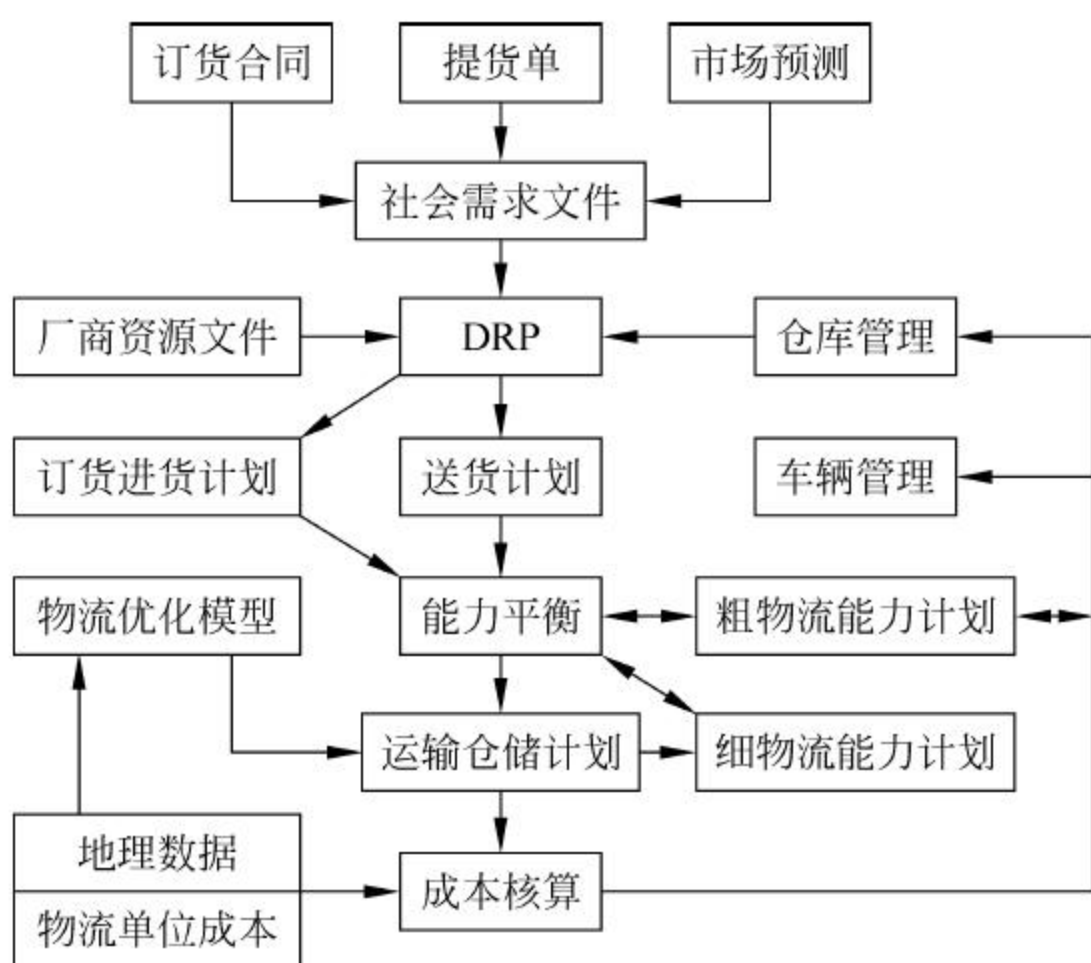 订货合同
提货单
市场预测
社会需求文件
厂商资源文件
DRP
仓库管理
订货进货计划
送货计划
车辆管理
物流优化模型
能力平衡
粗物流能力计划
运输仓储计划
细物流能力计划
地理数据
成本核算
物流单位成本